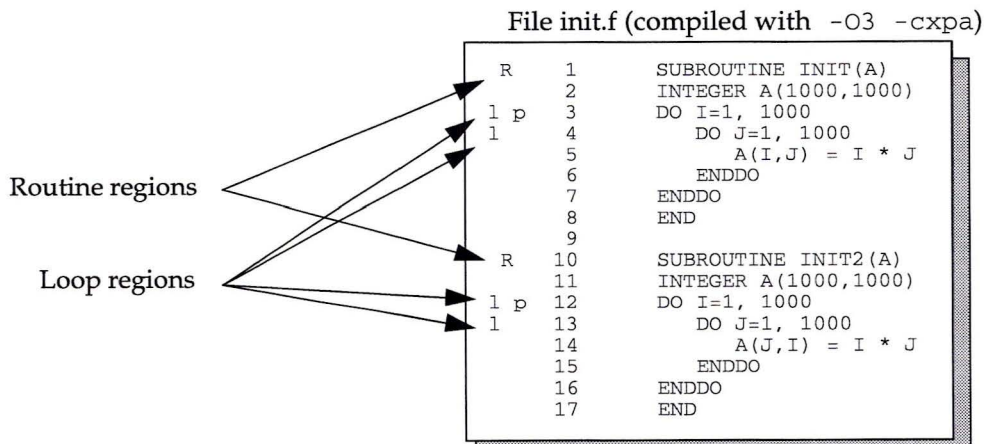 File init.f (compiled with -O3 -cxpa)
R 1 SUBROUTINE INIT(A)
2 INTEGER A(1000,1000)
l p 3 DO I=1, 1000
l 4 DO J=1, 1000
5 A(I,J) = I * J
6 ENDDO
7 ENDDO
8 END
9
R 10 SUBROUTINE INIT2(A)
11 INTEGER A(1000,1000)
l p 12 DO I=1, 1000
l 13 DO J=1, 1000
14 A(J,I) = I * J
15 ENDDO
16 ENDDO
17 END
Routine regions
Loop regions